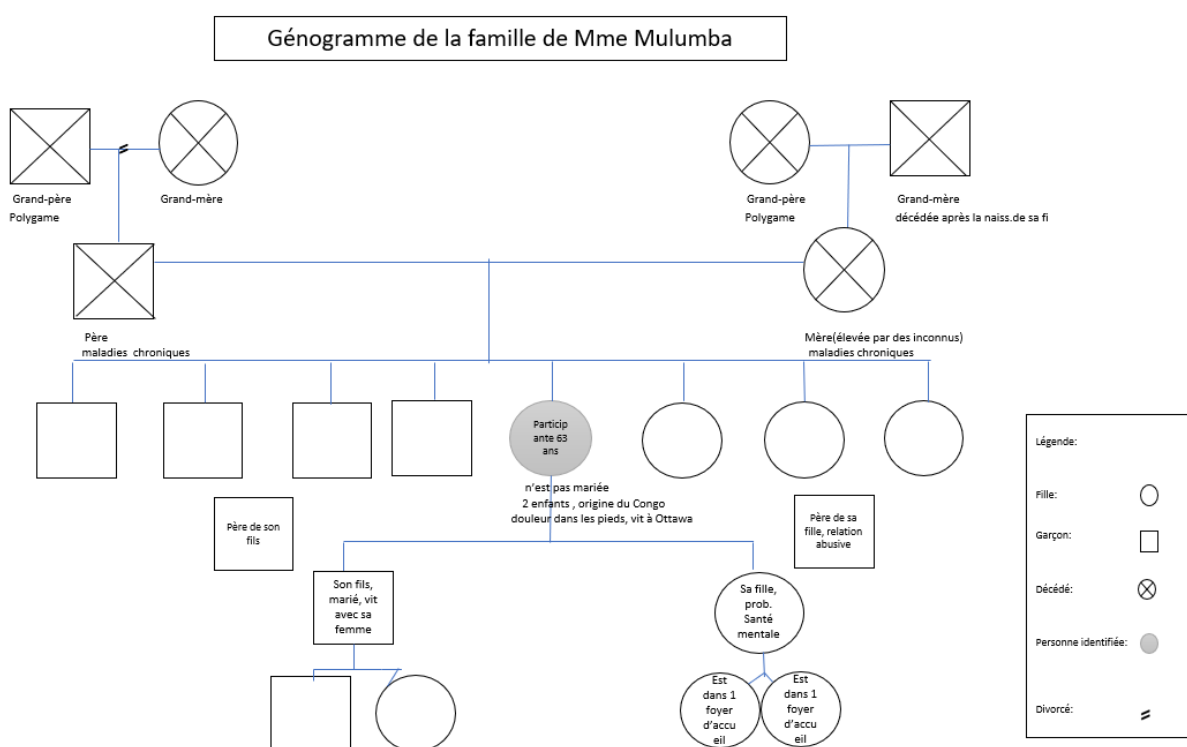 Génogramme de la famille de Mme Mulumba
Grand-père
Polygame
Grand-mère
Grand-père
Polygame
Grand-mère
décédée après la naiss.de sa fi
Père
maladies chroniques
Mère(élevée par des inconnus)
maladies chroniques
Particip
ante 63
ans
n'est pas mariée
2 enfants , origine du Congo
douleur dans les pieds, vit à Ottawa
Père de son
fils
Père de sa
fille, relation
abusive
Son fils,
marié, vit
avec sa
femme
Sa fille,
prob.
Santé
mentale
Est
dans 1
foyer
d'accu
eil
Est
dans 1
foyer
d'accu
eil
Légende:
Fille:
Garçon:
Décédé:
Personne identifiée:
Divorcé: